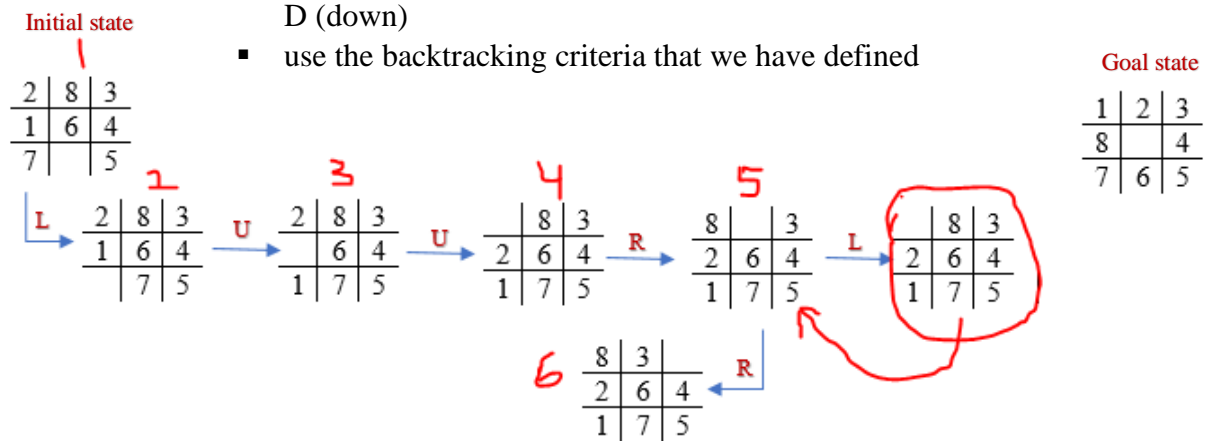 D (down)
▪ use the backtracking criteria that we have defined
Initial state
Goal state
1
2 8 3
1 6 4
7 5
1 2 3
8 4
7 6 5
L
2
2 8 3
1 6 4
7 5
U
3
2 8 3
6 4
1 7 5
U
4
8 3
2 6 4
1 7 5
R
5
8 3
2 6 4
1 7 5
L
8 3
2 6 4
1 7 5
R
6
8 3
2 6 4
1 7 5